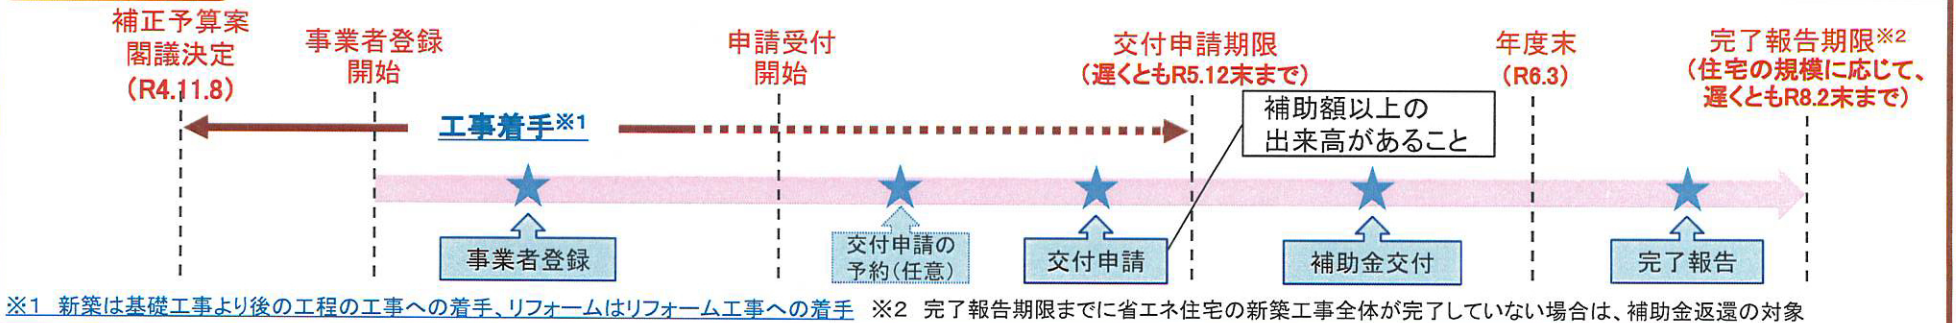 補正予算案
閣議決定
(R4.11.8)
事業者登録
開始
申請受付
開始
交付申請期限
(遅くともR5.12末まで)
年度末
(R6.3)
完了報告期限※2
(住宅の規模に応じて、
遅くともR8.2末まで)
工事着手※1
補助額以上の
出来高があること
事業者登録
交付申請の
予約(任意)
交付申請
補助金交付
完了報告
※1 新築は基礎工事より後の工程の工事への着手、リフォームはリフォーム工事への着手 ※2 完了報告期限までに省エネ住宅の新築工事全体が完了していない場合は、補助金返還の対象